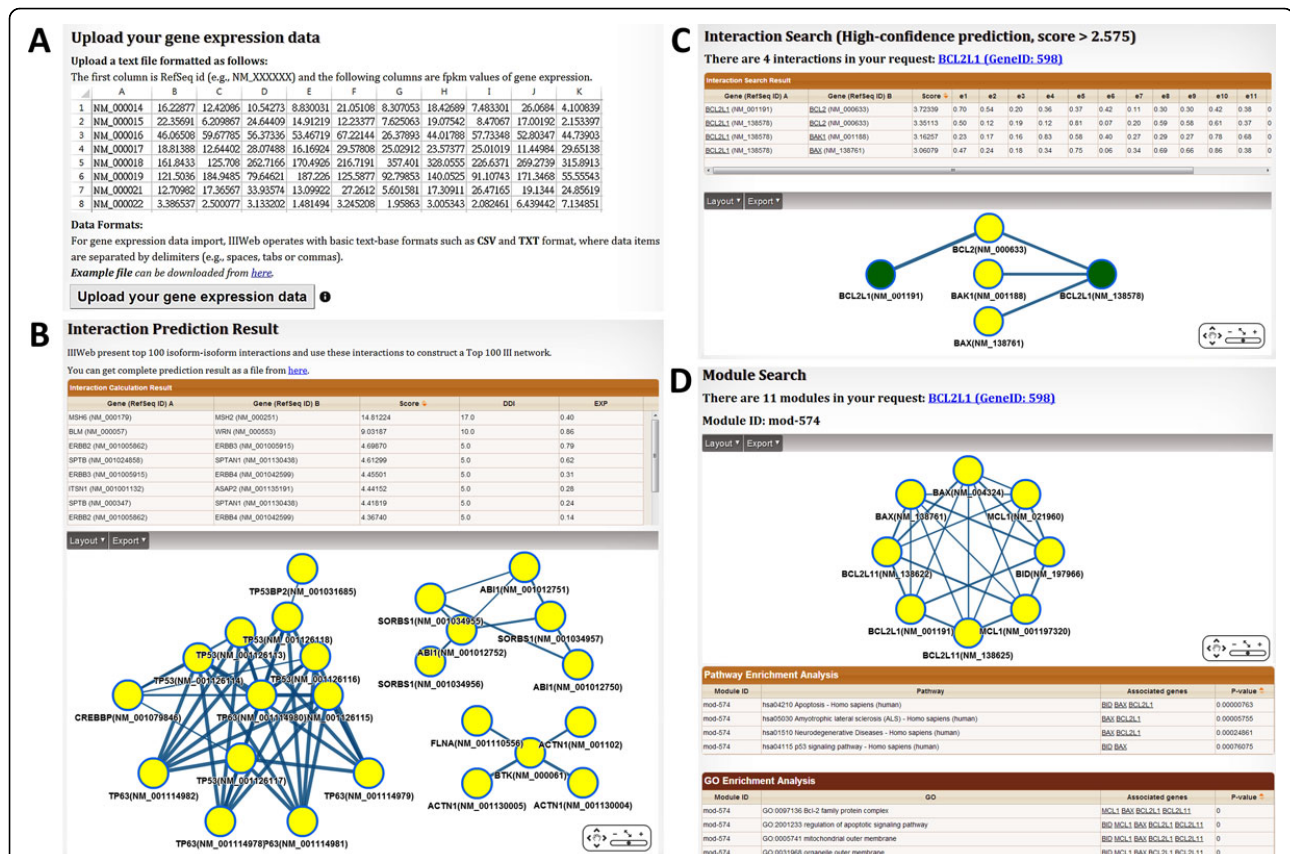 A
Upload your gene expression data
Upload a text file formatted as follows:
The first column is RefSeq id (e.g., NM_XXXXXX) and the following columns are fpkm values of gene expression.
A B C D E F G H I J K
1 NM_000014 16.22877 12.42086 10.54273 8.830031 21.05108 8.307053 18.42689 7.483301 26.0684 4.100839
2 NM_000015 22.35691 6.209867 24.64409 14.91219 12.23377 7.625063 19.07542 8.47067 17.00192 2.153397
3 NM_000016 46.06508 59.67785 56.37336 53.46719 67.22144 26.37893 44.01788 57.73348 52.80347 44.73903
4 NM_000017 18.81388 12.64402 28.07488 16.16924 29.57808 25.02912 23.57377 25.01019 11.44984 29.65138
5 NM_000018 161.8433 125.708 262.7166 170.4926 216.7191 357.401 328.0555 226.6371 269.2739 315.8913
6 NM_000019 121.5036 184.9485 79.64621 187.226 125.5877 92.79853 140.0525 91.10743 171.3468 55.55543
7 NM_000021 12.70982 17.36567 33.93574 13.09922 27.2612 5.601581 17.30911 26.47165 19.1344 24.85619
8 NM_000022 3.386537 2.500077 3.133202 1.481494 3.245208 1.95863 3.005343 2.082461 6.439442 7.134851
Data Formats:
For gene expression data import, IIIWeb operates with basic text-base formats such as CSV and TXT format, where data items
are separated by delimiters (e.g., spaces, tabs or commas).
Example file can be downloaded from here.
Upload your gene expression data
B
Interaction Prediction Result
IIIWeb present top 100 isoform-isoform interactions and use these interactions to construct a Top 100 III network.
You can get complete prediction result as a file from here.
Interaction Calculation Result
Gene (RefSeq ID) A Gene (RefSeq ID) B Score DDI EXP
MSH6 (NM_000179) MSH2 (NM_000251) 14.81224 17.0 0.40
BLM (NM_000057) WRN (NM_000553) 9.03187 10.0 0.86
ERBB2 (NM_001005862) ERBB3 (NM_001005915) 4.69670 5.0 0.79
SPTB (NM_001024858) SPTAN1 (NM_001130438) 4.61299 5.0 0.62
ERBB3 (NM_001005915) ERBB4 (NM_001042599) 4.45501 5.0 0.31
ITSN1 (NM_001001132) ASAP2 (NM_001135191) 4.44152 5.0 0.28
SPTB (NM_000347) SPTAN1 (NM_001130438) 4.41819 5.0 0.24
ERBB2 (NM_001005862) ERBB4 (NM_001042599) 4.36740 5.0 0.14
Layout Export
TP53BP2(NM_001031685)
TP53(NM_001126118)
TP53(NM_001126113)
TP53(NM_001126114)
TP53(NM_001126116)
CREBBP(NM_001079846)
TP63(NM_001114980)
NM_001126115)
TP53(NM_001126117)
TP63(NM_001114982)
TP63(NM_001114979)
TP63(NM_001114978)
P63(NM_001114981)
ABI1(NM_001012751)
SORBS1(NM_001034955)
SORBS1(NM_001034957)
ABI1(NM_001012752)
SORBS1(NM_001034956)
ABI1(NM_001012750)
FLNA(NM_001110556)
ACTN1(NM_001102)
BTK(NM_000061)
ACTN1(NM_001130005)
ACTN1(NM_001130004)
C
Interaction Search (High-confidence prediction, score > 2.575)
There are 4 interactions in your request: BCL2L1 (GeneID: 598)
Interaction Search Result
Gene (RefSeq ID) A Gene (RefSeq ID) B Score e1 e2 e3 e4 e5 e6 e7 e8 e9 e10 e11
BCL2L1 (NM_001191) BCL2 (NM_000633) 3.72339 0.70 0.54 0.20 0.36 0.37 0.42 0.11 0.30 0.30 0.42 0.38 0
BCL2L1 (NM_138578) BCL2 (NM_000633) 3.35113 0.50 0.12 0.19 0.12 0.81 0.07 0.20 0.59 0.58 0.61 0.37 0
BCL2L1 (NM_138578) BAK1 (NM_001188) 3.16257 0.23 0.17 0.16 0.83 0.58 0.40 0.27 0.29 0.27 0.78 0.68 0
BCL2L1 (NM_138578) BAX (NM_138761) 3.06079 0.47 0.24 0.18 0.34 0.75 0.06 0.34 0.69 0.66 0.86 0.38 0
Layout Export
BCL2(NM_000633)
BCL2L1(NM_001191)
BAK1(NM_001188)
BCL2L1(NM_138578)
BAX(NM_138761)
D
Module Search
There are 11 modules in your request: BCL2L1 (GeneID: 598)
Module ID: mod-574
Layout Export
BAX(NM_004324)
BAX(NM_138761)
MCL1(NM_021960)
BCL2L11(NM_138622)
BID(NM_197966)
BCL2L1(NM_001191)
MCL1(NM_001197320)
BCL2L11(NM_138625)
Pathway Enrichment Analysis
Module ID Pathway Associated genes P-value
mod-574 hsa04210 Apoptosis - Homo sapiens (human) BID BAX BCL2L1 0.00000763
mod-574 hsa05030 Amyotrophic lateral sclerosis (ALS) - Homo sapiens (human) BAX BCL2L1 0.00005755
mod-574 hsa01510 Neurodegenerative Diseases - Homo sapiens (human) BAX BCL2L1 0.00024861
mod-574 hsa04115 p53 signaling pathway - Homo sapiens (human) BID BAX 0.00076075
GO Enrichment Analysis
Module ID GO Associated genes P-value
mod-574 GO:0097136 Bcl-2 family protein complex MCL1 BAX BCL2L1 BCL2L11 0
mod-574 GO:2001233 regulation of apoptotic signaling pathway BID MCL1 BAX BCL2L1 BCL2L11 0
mod-574 GO:0005741 mitochondrial outer membrane BID MCL1 BAX BCL2L1 BCL2L11 0
mod-574 GO:0031968 organelle outer membrane BID MCL1 BAX BCL2L1 BCL2L11 0